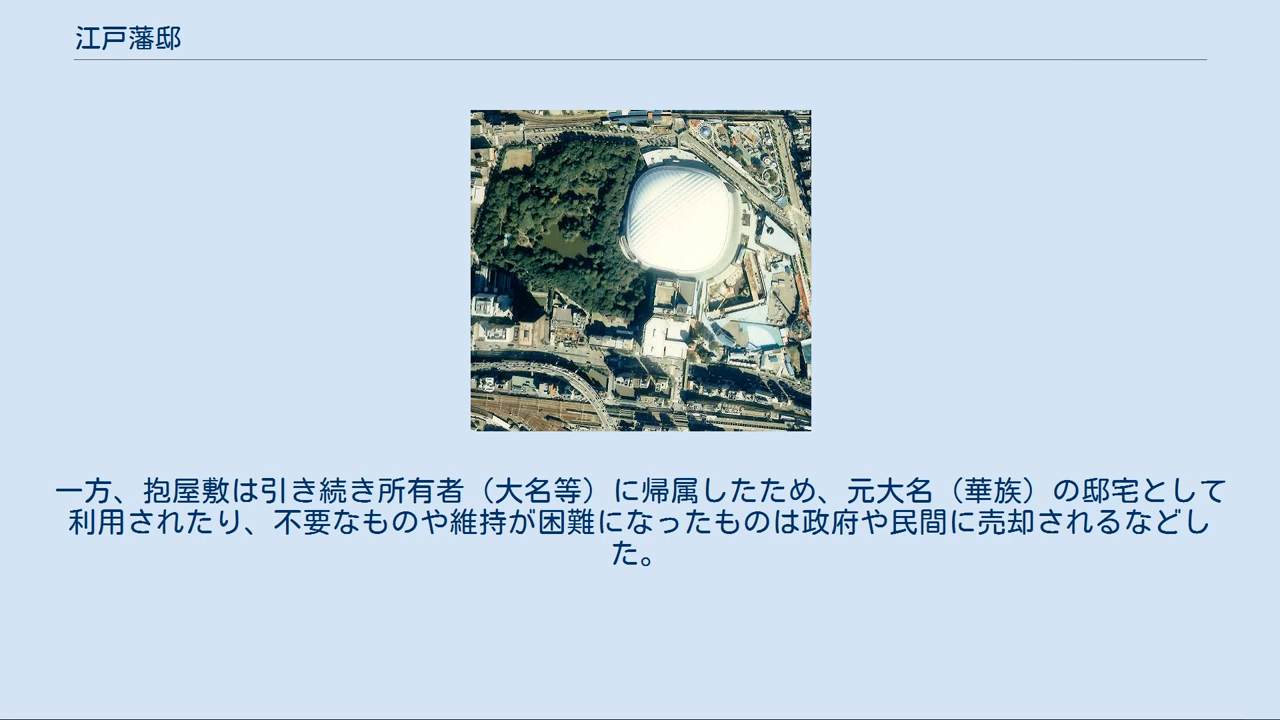 江戸藩邸
一方、抱屋敷は引き続き所有者（大名等）に帰属したため、元大名（華族）の邸宅として
利用されたり、不要なものや維持が困難になったものは政府や民間に売却されるなどし
た。